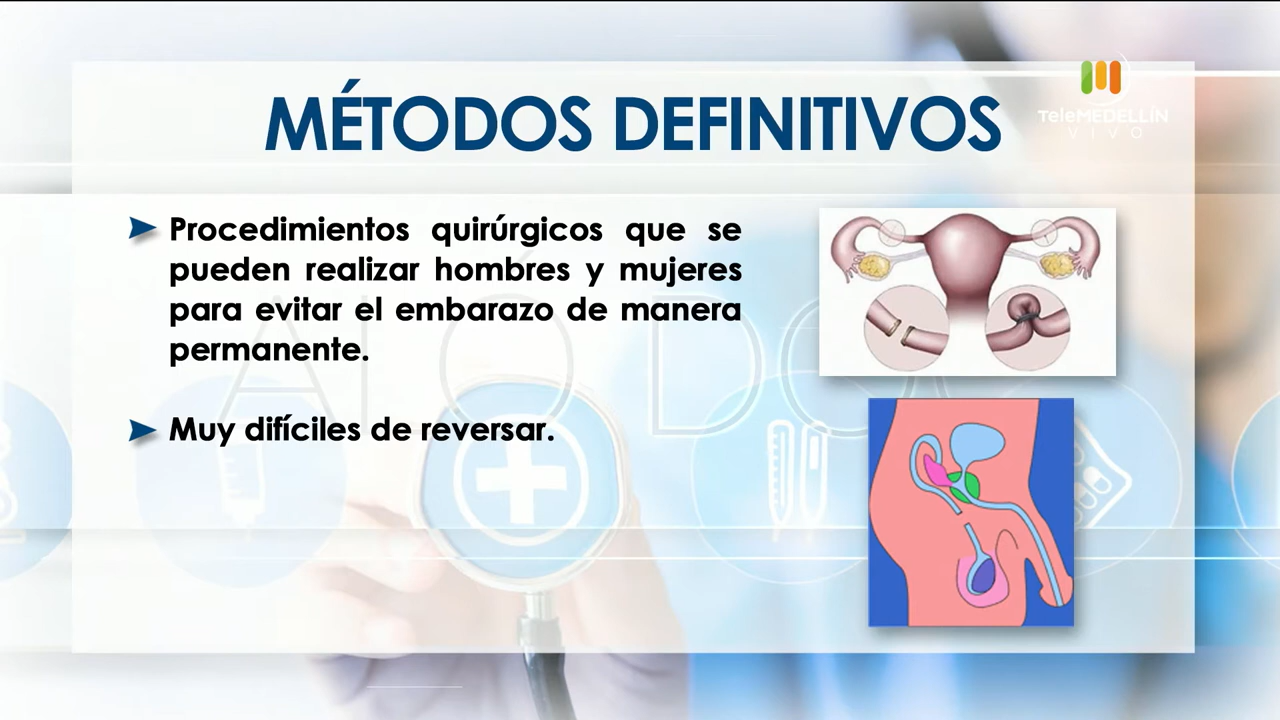 MÉTODOS DEFINITIVOS
TeleMEDELLÍN
VIVO
Procedimientos quirúrgicos que se
pueden realizar hombres y mujeres
para evitar el embarazo de manera
permanente.
Muy difíciles de reversar.